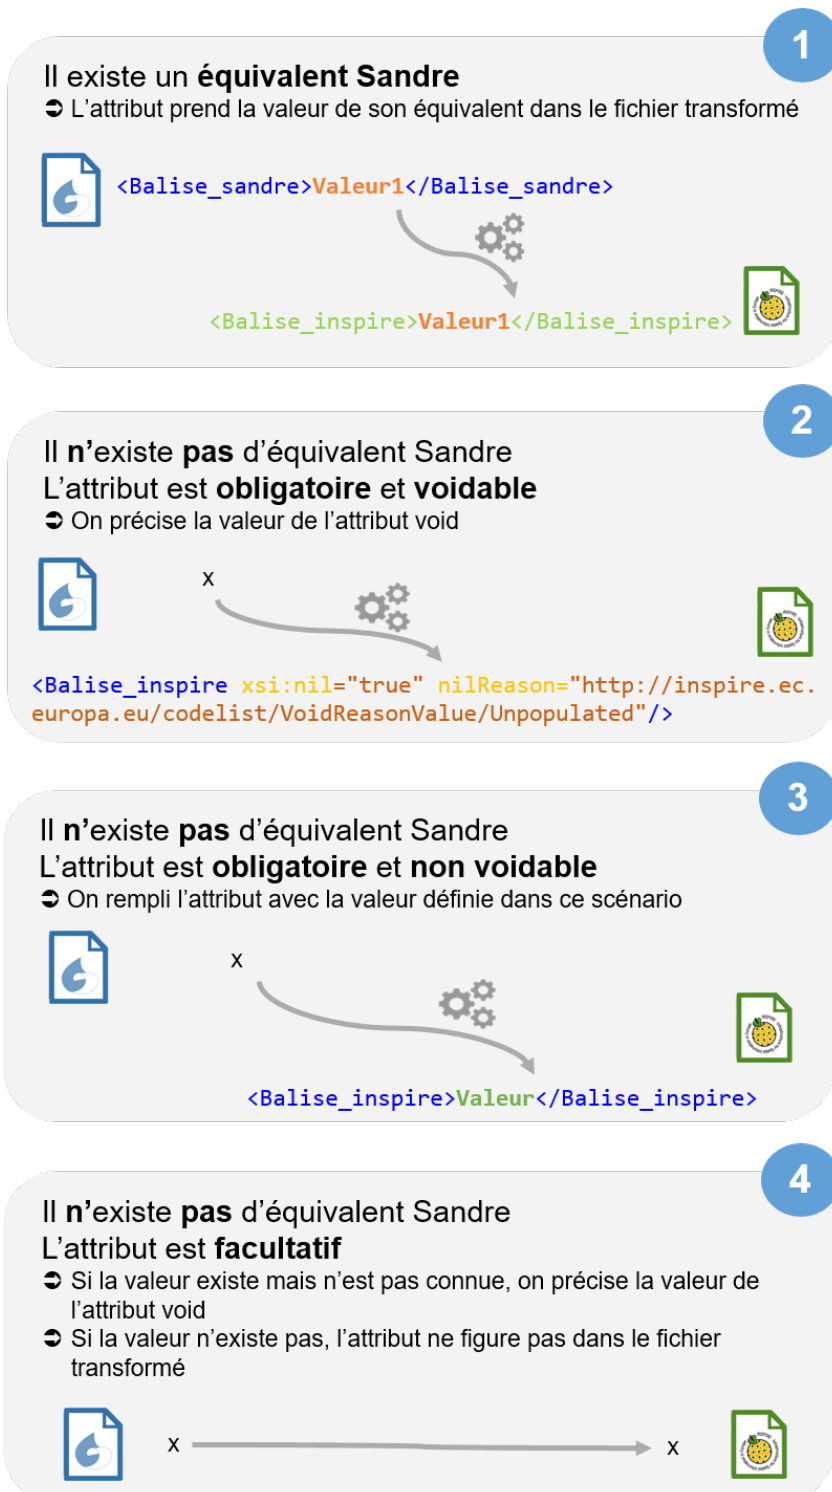 1
Il existe un équivalent Sandre
➲ L'attribut prend la valeur de son équivalent dans le fichier transformé
<Balise_sandre>Valeur1</Balise_sandre>
<Balise_inspire>Valeur1</Balise_inspire>
2
Il n'existe pas d'équivalent Sandre
L'attribut est obligatoire et voidable
➲ On précise la valeur de l'attribut void
x
<Balise_inspire xsi:nil="true" nilReason="http://inspire.ec.
europa.eu/codelist/VoidReasonValue/Unpopulated"/>
3
Il n'existe pas d'équivalent Sandre
L'attribut est obligatoire et non voidable
➲ On rempli l'attribut avec la valeur définie dans ce scénario
x
<Balise_inspire>Valeur</Balise_inspire>
4
Il n'existe pas d'équivalent Sandre
L'attribut est facultatif
➲ Si la valeur existe mais n'est pas connue, on précise la valeur de
l'attribut void
➲ Si la valeur n'existe pas, l'attribut ne figure pas dans le fichier
transformé
x x